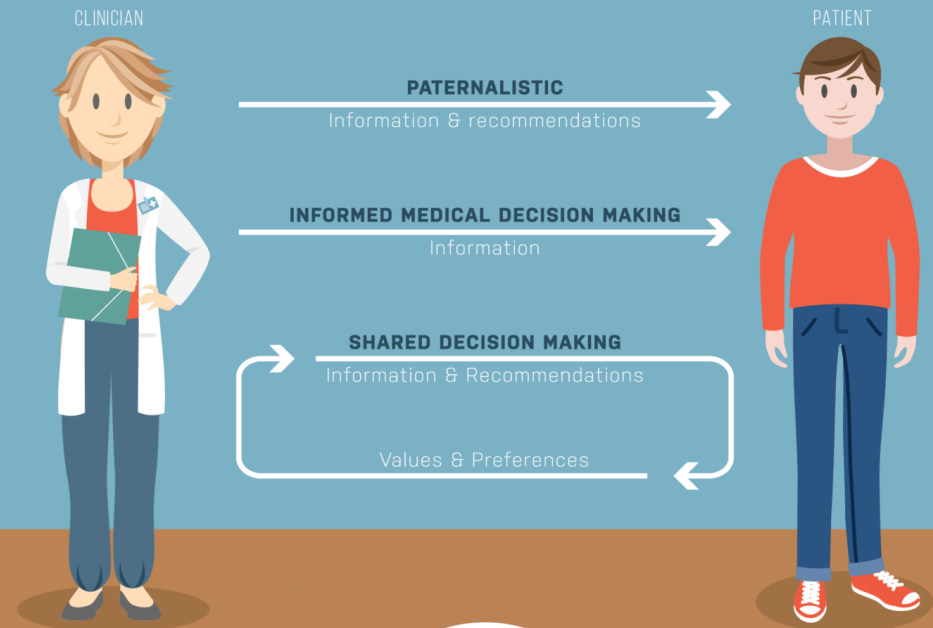 CLINICIAN
PATIENT
PATERNALISTIC
Information & recommendations
INFORMED MEDICAL DECISION MAKING
Information
SHARED DECISION MAKING
Information & Recommendations
Values & Preferences